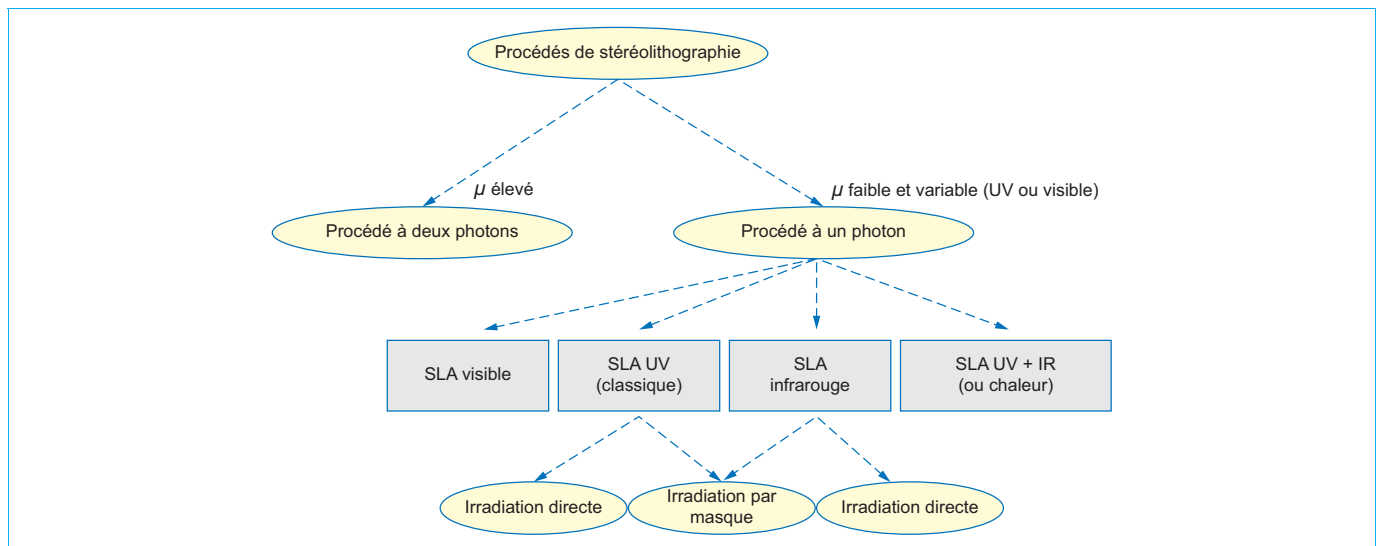 Procédés de stéréolithographie
μ élevé
μ faible et variable (UV ou visible)
Procédé à deux photons
Procédé à un photon
SLA visible
SLA UV
(classique)
SLA
infrarouge
SLA UV + IR
(ou chaleur)
Irradiation directe
Irradiation par
masque
Irradiation directe